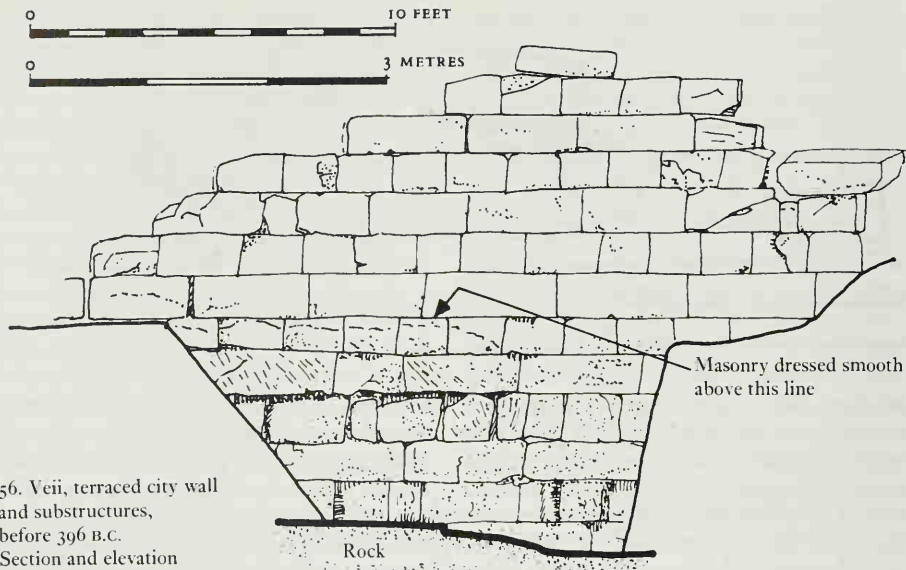 0 10 FEET
0 3 METRES
Masonry dressed smooth
above this line
56. Veii, terraced city wall
and substructures,
before 396 B.C.
Section and elevation
Rock